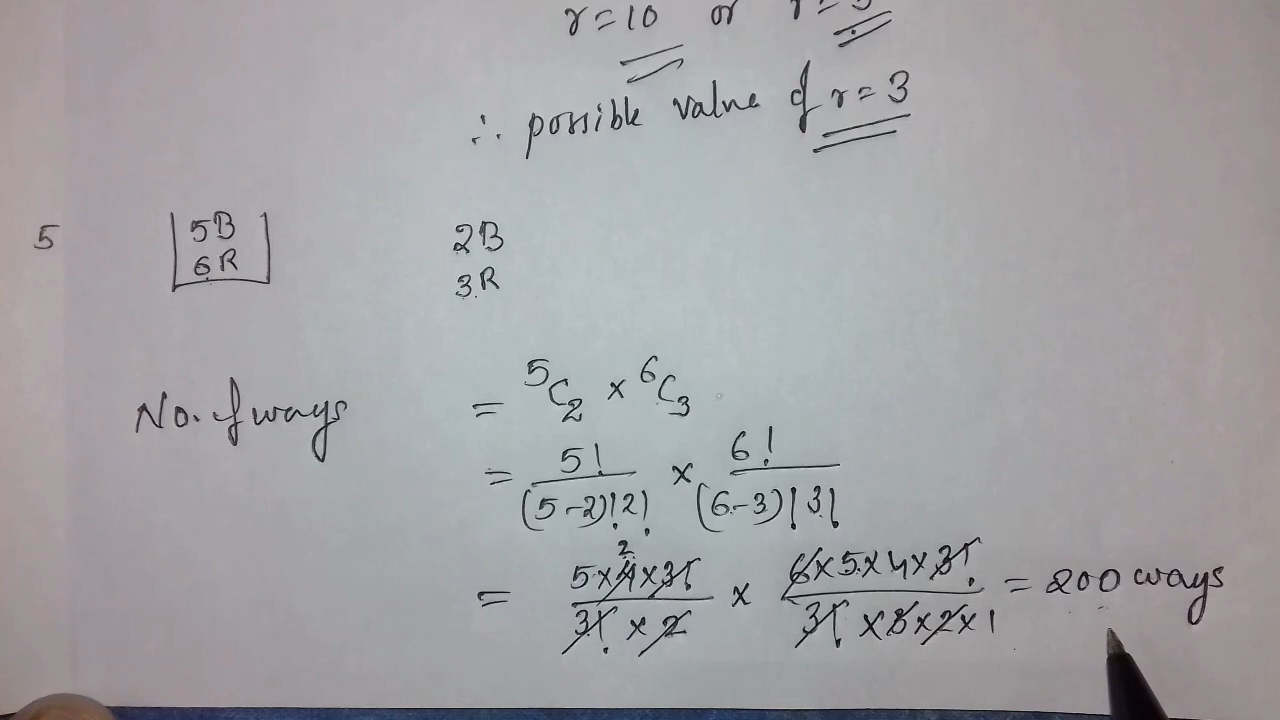 r = 10 or r =
∴ possible value of r = 3
5 5B 2B
6R 3R
No. of ways = ⁵C₂ × ⁶C₃
= 5!/((5-2)!2!) × 6!/((6-3)!3!)
= (5×4×3!)/(3!×2) × (6×5×4×3!)/(3!×3×2×1) = 200 ways